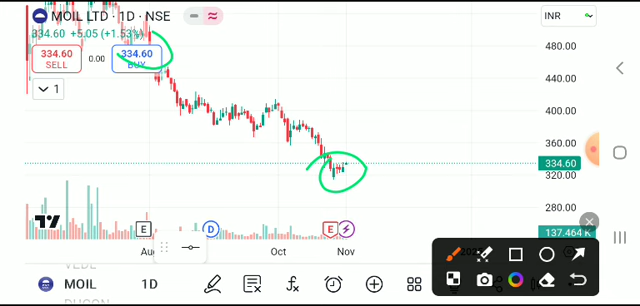 MOIL LTD · 1D · NSE
INR
334.60 +5.05 (+1.53%)
334.60
SELL
0.00
334.60
BUY
1
480.00
440.00
400.00
360.00
334.60
320.00
280.00
137.464 K
E
D
E
Oct
Nov
MOIL
1D